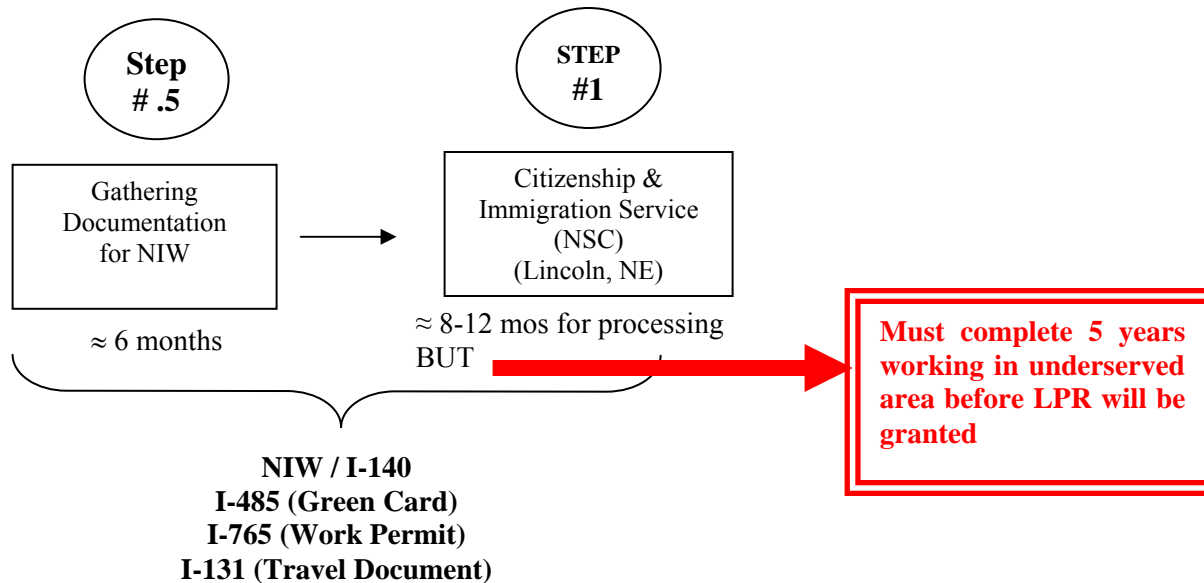 Step
# .5
STEP
#1
Gathering
Documentation
for NIW
Citizenship &
Immigration Service
(NSC)
(Lincoln, NE)
≈ 6 months
≈ 8-12 mos for processing
BUT
Must complete 5 years
working in underserved
area before LPR will be
granted
NIW / I-140
I-485 (Green Card)
I-765 (Work Permit)
I-131 (Travel Document)